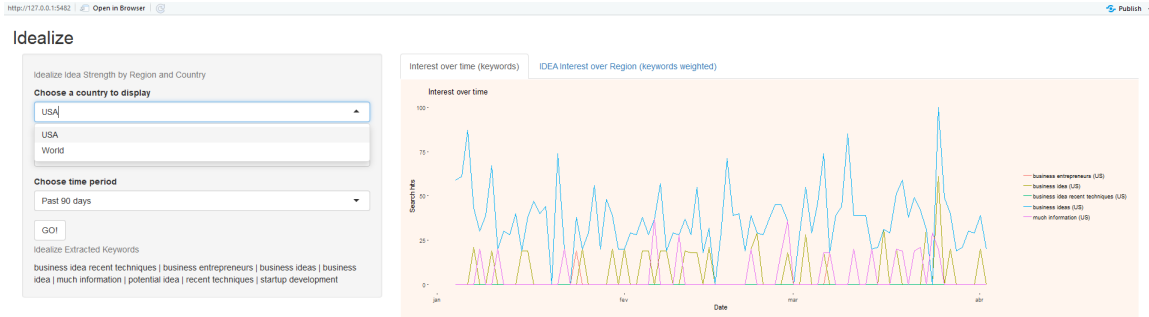 http://127.0.0.1:5482
Open in Browser
Publish
Idealize
Idealize Idea Strength by Region and Country
Choose a country to display
USA
USA
World
Choose time period
Past 90 days
GO!
Idealize Extracted Keywords
business idea recent techniques | business entrepreneurs | business ideas | business
idea | much information | potential idea | recent techniques | startup development
Interest over time (keywords)
IDEA Interest over Region (keywords weighted)
Interest over time
Search hits
100
75
50
25
0
jan
fev
mar
abr
Date
business entrepreneurs (US)
business idea (US)
business idea recent techniques (US)
business ideas (US)
much information (US)